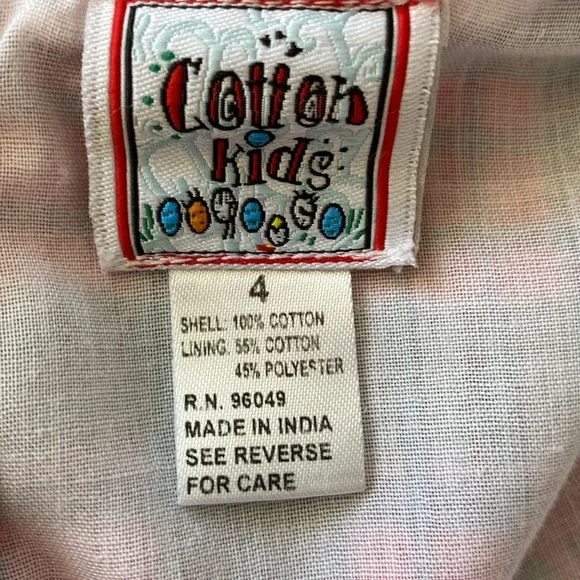 Cotton
Kids
4
SHELL: 100% COTTON
LINING: 55% COTTON
45% POLYESTER
R.N. 96049
MADE IN INDIA
SEE REVERSE
FOR CARE